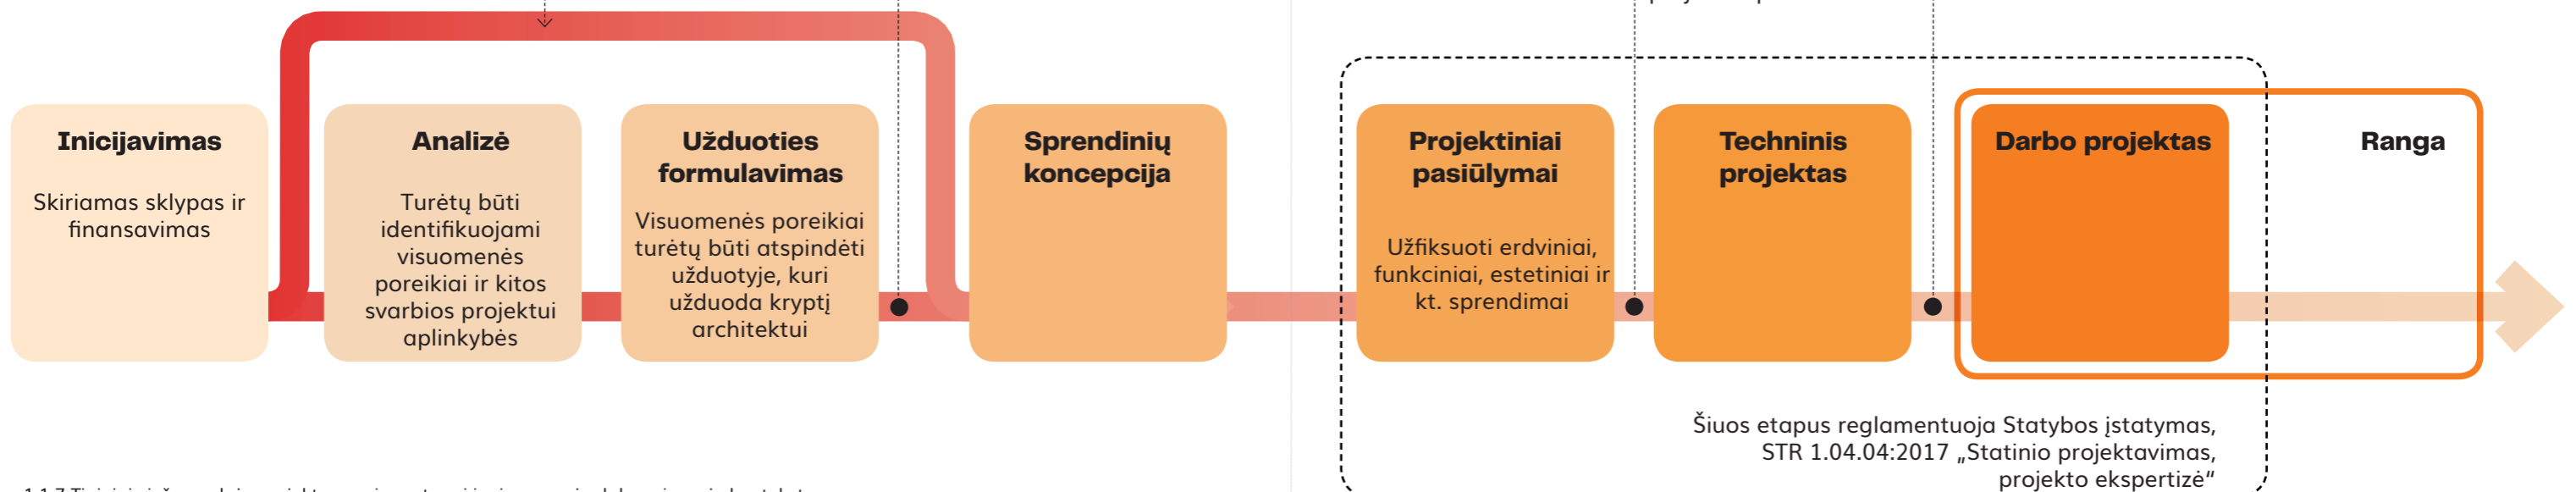 Inicijavimas
Skiriamas sklypas ir
finansavimas
Analizė
Turėtų būti
identifikuojami
visuomenės
poreikiai ir kitos
svarbios projektui
aplinkybės
Užduoties
formulavimas
Visuomenės poreikiai
turėtų būti atspindėti
užduotyje, kuri
užduoda kryptį
architektui
Sprendinių
koncepcija
Projektiniai
pasiūlymai
Užfiksuoti erdviniai,
funkciniai, estetiniai ir
kt. sprendimai
Techninis
projektas
Darbo projektas
Ranga
Šiuos etapus reglamentuoja Statybos įstatymas,
STR 1.04.04:2017 „Statinio projektavimas,
projekto ekspertizė“